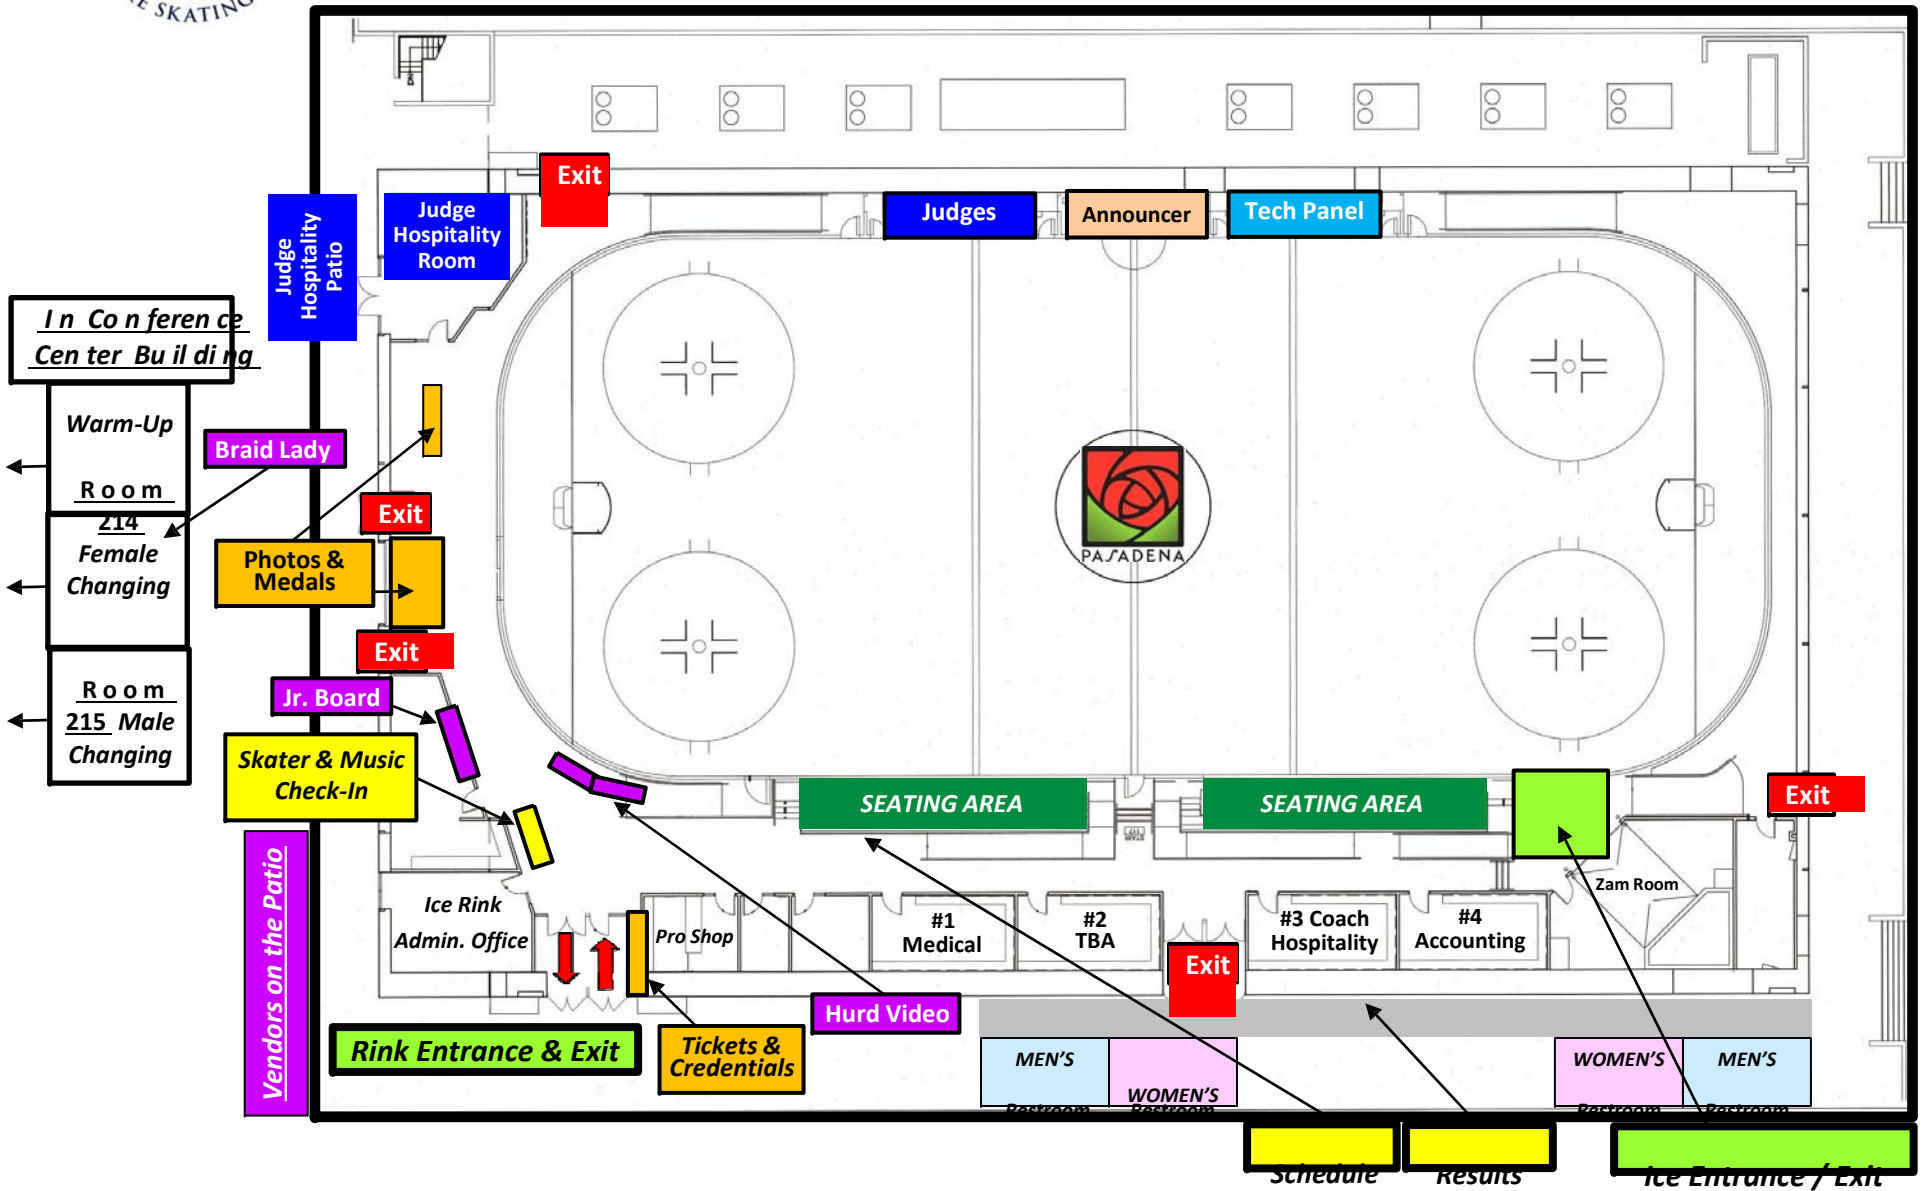 SKATING
Exit
Judge
Hospitality
Patio
Judge
Hospitality
Room
Judges
Announcer
Tech Panel
In Conference
Center Building
Warm-Up
Room
214
Female
Changing
Room
215 Male
Changing
Braid Lady
Exit
Photos &
Medals
Exit
Jr. Board
Skater & Music
Check-In
PASADENA
SEATING AREA
SEATING AREA
Exit
Vendors on the Patio
Ice Rink
Admin. Office
Pro Shop
#1
Medical
#2
TBA
#3 Coach
Hospitality
#4
Accounting
Zam Room
Exit
Hurd Video
Rink Entrance & Exit
Tickets &
Credentials
MEN'S
Restroom
WOMEN'S
Restroom
WOMEN'S
Restroom
MEN'S
Restroom
Schedule
Results
Ice Entrance / Exit